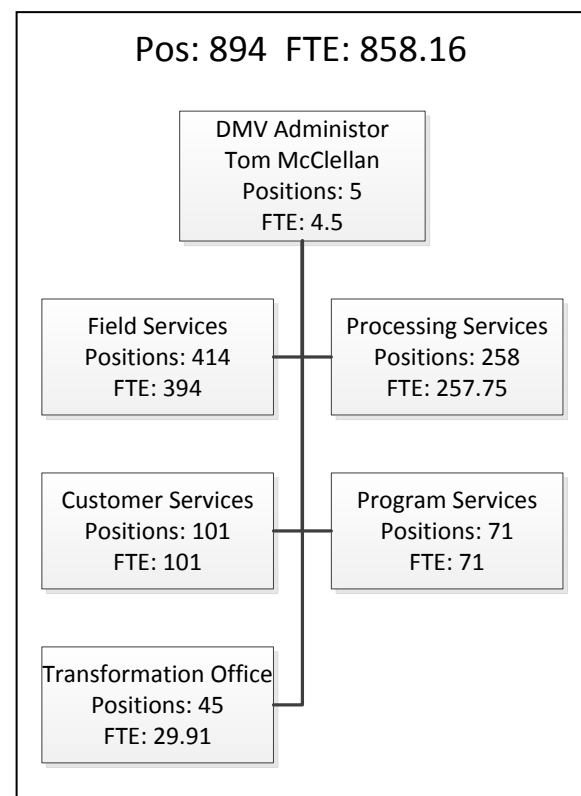 Pos: 894  FTE: 858.16
DMV Administor
Tom McClellan
Positions: 5
FTE: 4.5
Field Services
Positions: 414
FTE: 394
Processing Services
Positions: 258
FTE: 257.75
Customer Services
Positions: 101
FTE: 101
Program Services
Positions: 71
FTE: 71
Transformation Office
Positions: 45
FTE: 29.91